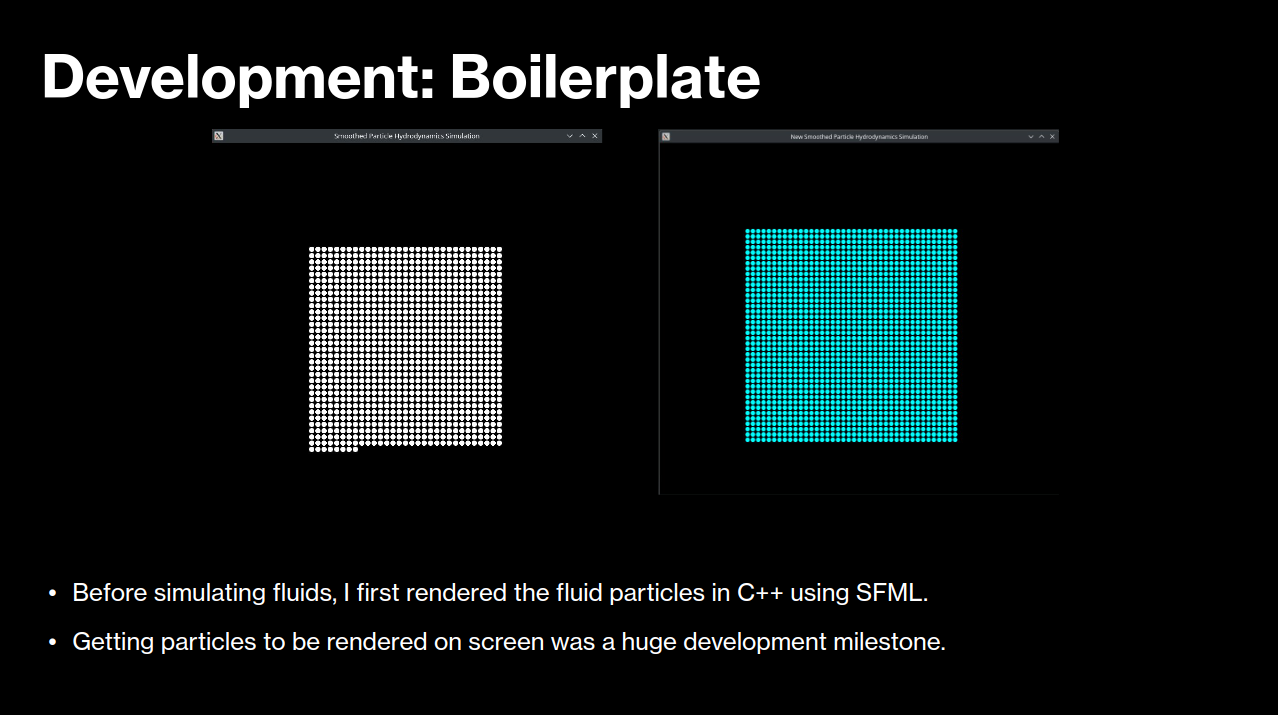 Development: Boilerplate
Smoothed Particle Hydrodynamics Simulation
New Smoothed Particle Hydrodynamics Simulation
• Before simulating fluids, I first rendered the fluid particles in C++ using SFML.
• Getting particles to be rendered on screen was a huge development milestone.